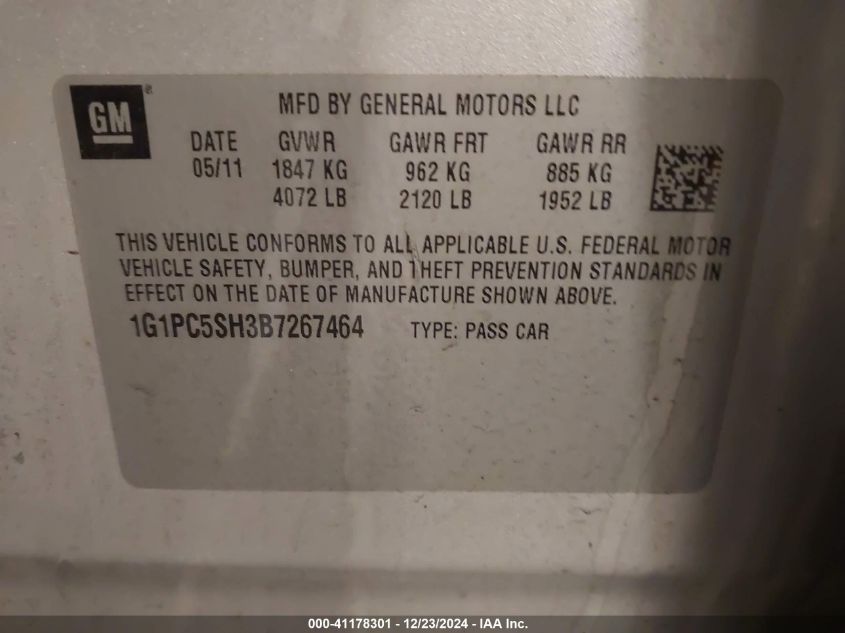 GM ®
MFD BY GENERAL MOTORS LLC
DATE GVWR GAWR FRT GAWR RR
05/11 1847 KG 962 KG 885 KG
4072 LB 2120 LB 1952 LB
THIS VEHICLE CONFORMS TO ALL APPLICABLE U.S. FEDERAL MOTOR
VEHICLE SAFETY, BUMPER, AND THEFT PREVENTION STANDARDS IN
EFFECT ON THE DATE OF MANUFACTURE SHOWN ABOVE.
1G1PC5SH3B7267464 TYPE: PASS CAR
000-41178301 - 12/23/2024 - IAA Inc.